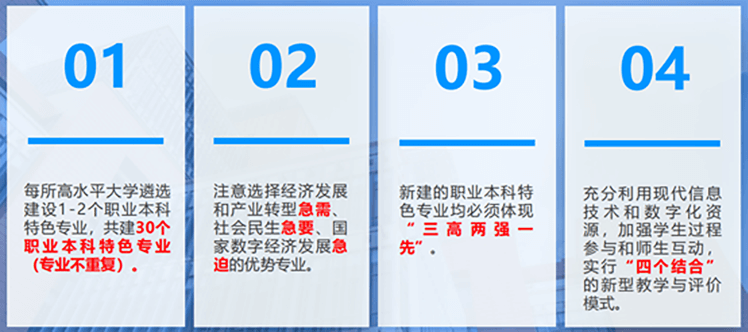 01
每所高水平大学遴选
建设1-2个职业本科
特色专业，共建30个
职业本科特色专业
（专业不重复）。
02
注意选择经济发展
和产业转型急需、
社会民生急要、国
家数字经济发展急
迫的优势专业。
03
新建的职业本科特
色专业均必须体现
“三高两强一
先”。
04
充分利用现代信息
技术和数字化资
源，加强学生过程
参与和师生互动，
实行“四个结合”
的新型教学与评价
模式。